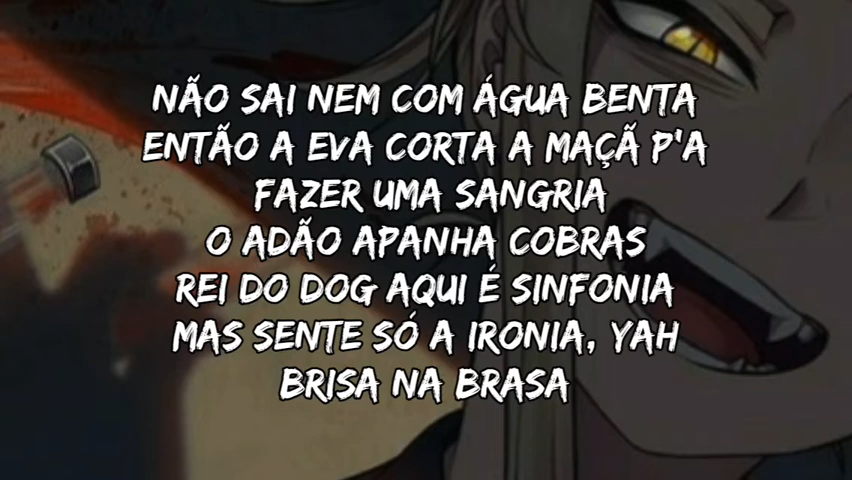 NÃO SAI NEM COM ÁGUA BENTA
ENTÃO A EVA CORTA A MAÇÃ P'A
FAZER UMA SANGRIA
O ADÃO APANHA COBRAS
REI DO DOG AQUI É SINFONIA
MAS SENTE SÓ A IRONIA, YAH
BRISA NA BRASA